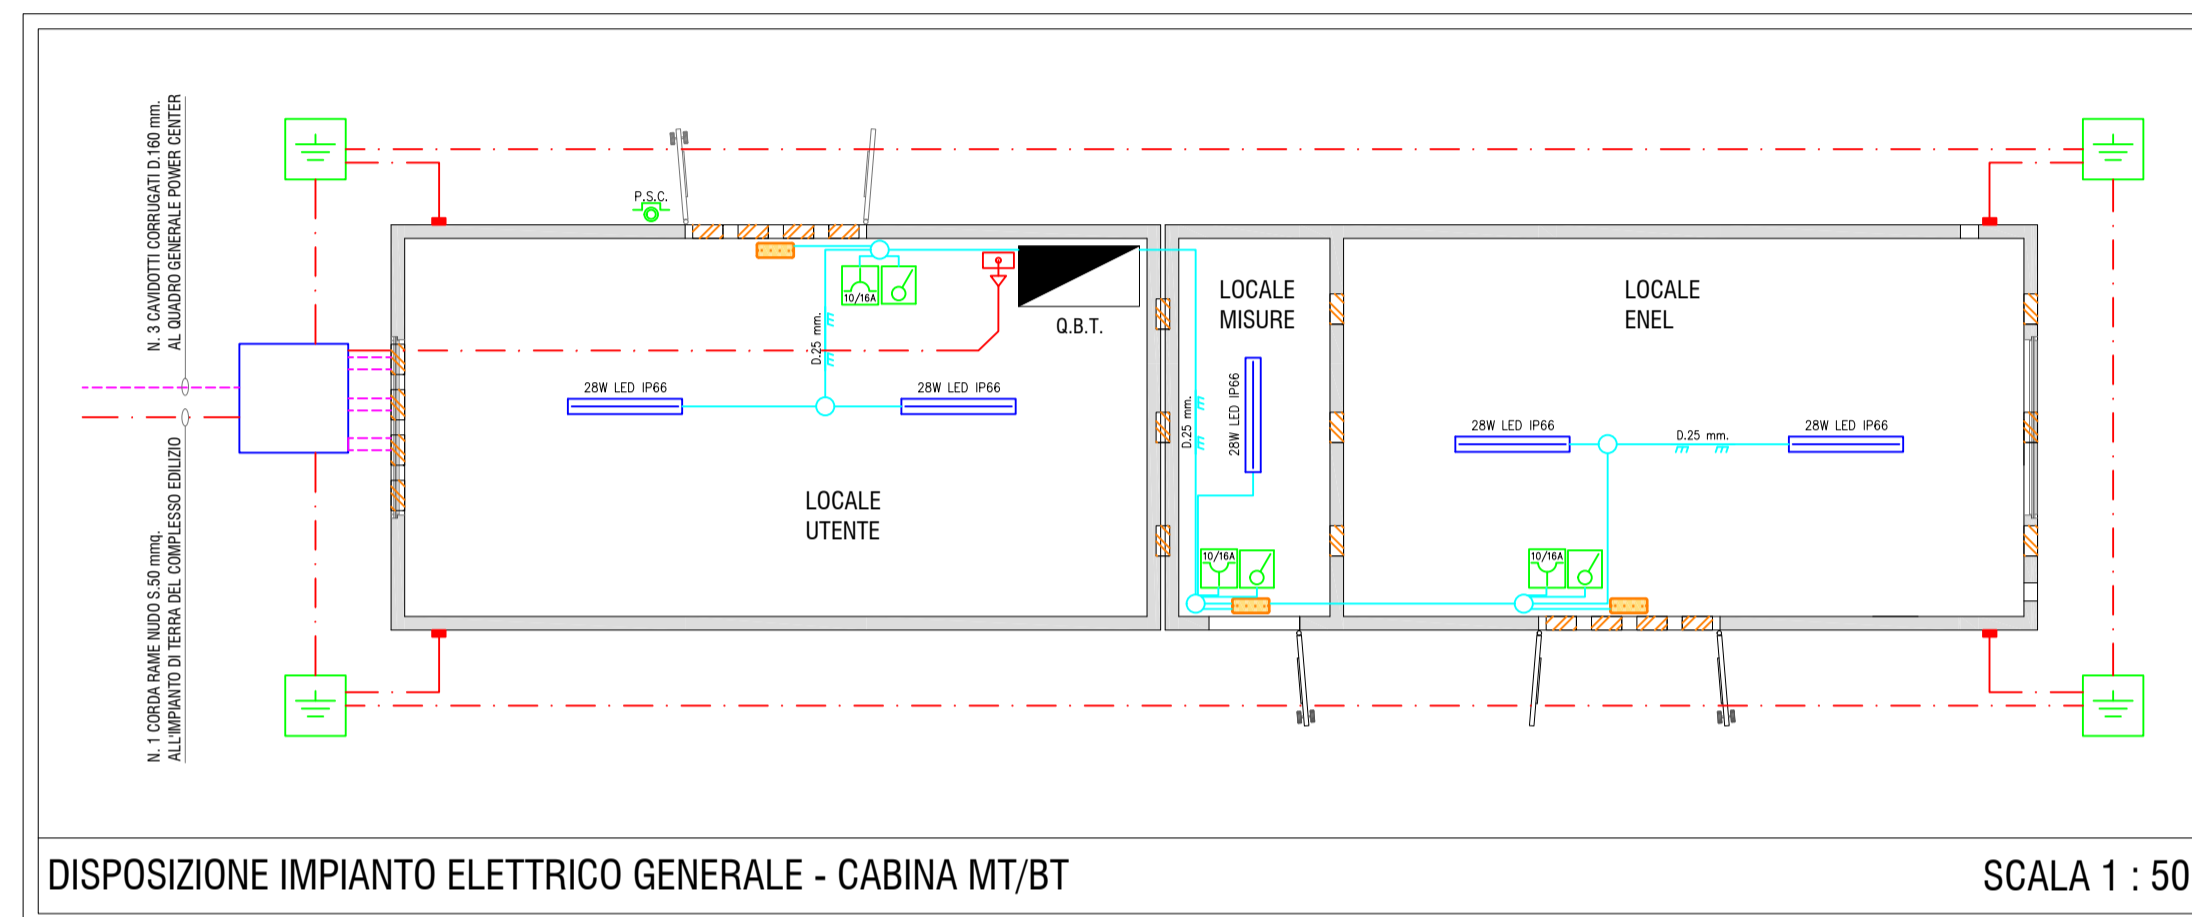 N. 3 CAVIDOTTI CORRUGATI D.160 mm.
AL QUADRO GENERALE POWER CENTER
N. 1 CORDA RAME NUDO S.50 mmq.
ALL'IMPIANTO DI TERRA DEL COMPLESSO EDILIZIO
P.S.C.
10/16A
D.25 mm.
Q.B.T.
28W LED IP66
28W LED IP66
LOCALE
UTENTE
LOCALE
MISURE
28W LED IP66
D.25 mm.
10/16A
LOCALE
ENEL
28W LED IP66
D.25 mm.
28W LED IP66
10/16A
DISPOSIZIONE IMPIANTO ELETTRICO GENERALE - CABINA MT/BT
SCALA 1 : 50